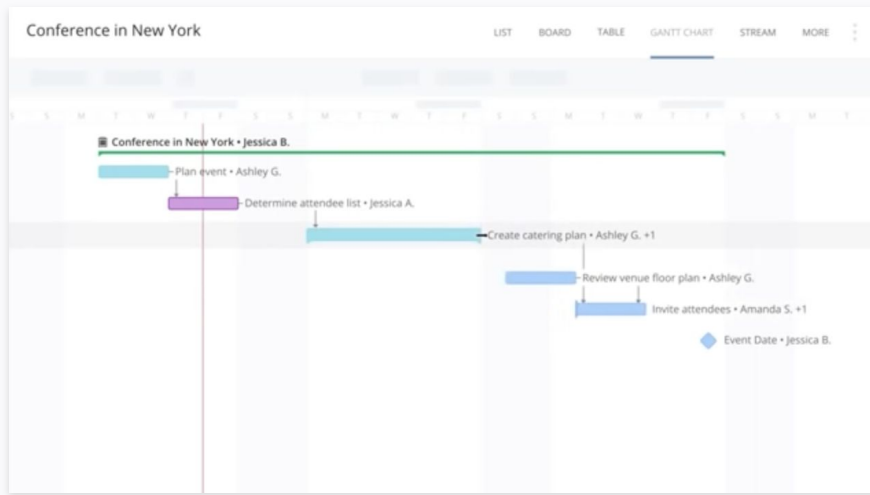 Conference in New York
LIST BOARD TABLE GANTT CHART STREAM MORE
S S M T W T F S S M T W T F S S M T W T F S S M T
Conference in New York • Jessica B.
Plan event • Ashley G.
Determine attendee list • Jessica A.
Create catering plan • Ashley G. +1
Review venue floor plan • Ashley G.
Invite attendees • Amanda S. +1
Event Date • Jessica B.